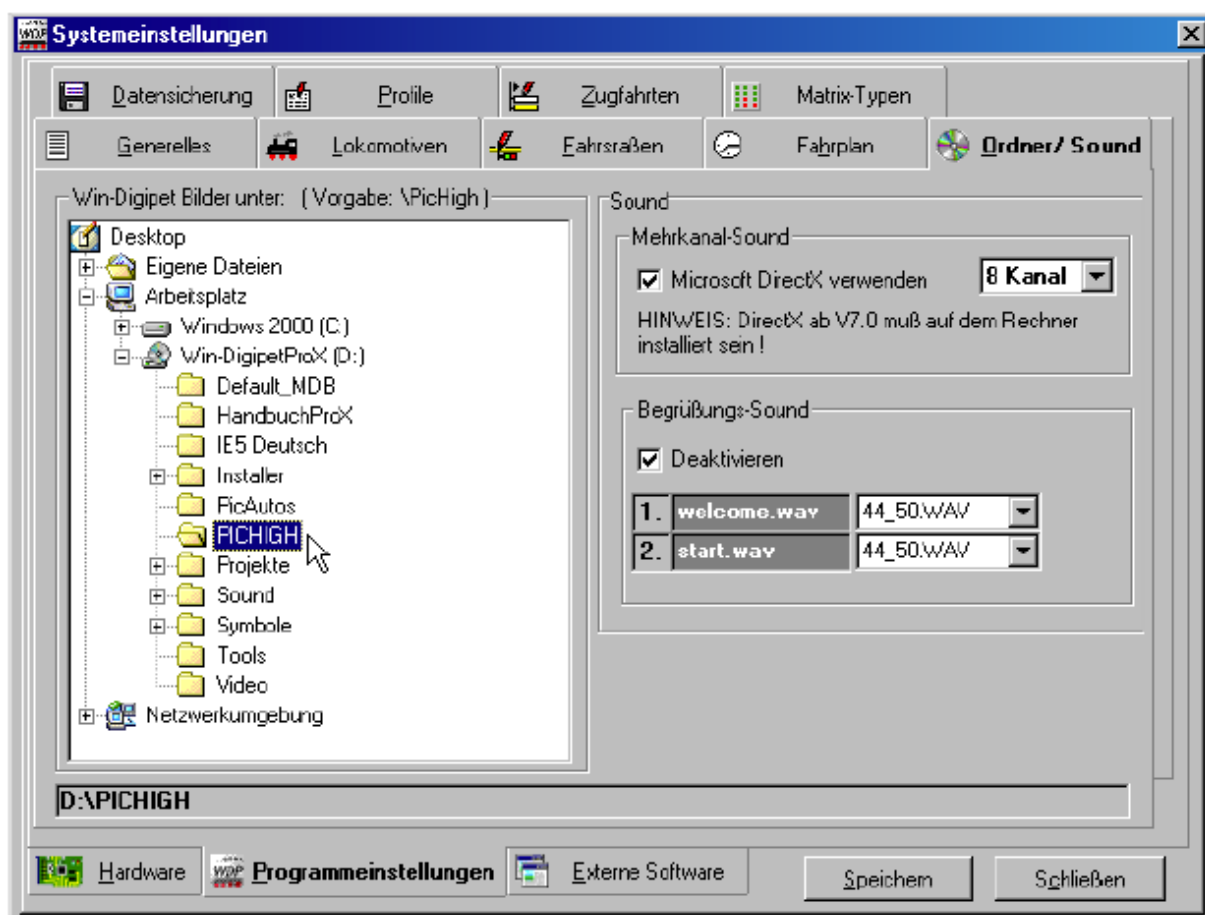 Systemeinstellungen
Datensicherung Profile Zugfahrten Matrix-Typen
Generelles Lokomotiven Fahrsraßen Fahrplan Ordner/ Sound
Win-Digipet Bilder unter: ( Vorgabe: \PicHigh )
Desktop
Eigene Dateien
Arbeitsplatz
Windows 2000 (C:)
Win-DigipetProX (D:)
Default_MDB
HandbuchProX
IE5 Deutsch
Installer
PicAutos
PICHIGH
Projekte
Sound
Symbole
Tools
Video
Netzwerkumgebung
Sound
Mehrkanal-Sound
Microsoft DirectX verwenden 8 Kanal
HINWEIS: DirectX ab V7.0 muß auf dem Rechner
installiert sein !
Begrüßungs-Sound
Deaktivieren
1. welcome.wav 44_50.WAV
2. start.wav 44_50.WAV
D:\PICHIGH
Hardware WDP Programmeinstellungen Externe Software Speichern Schließen